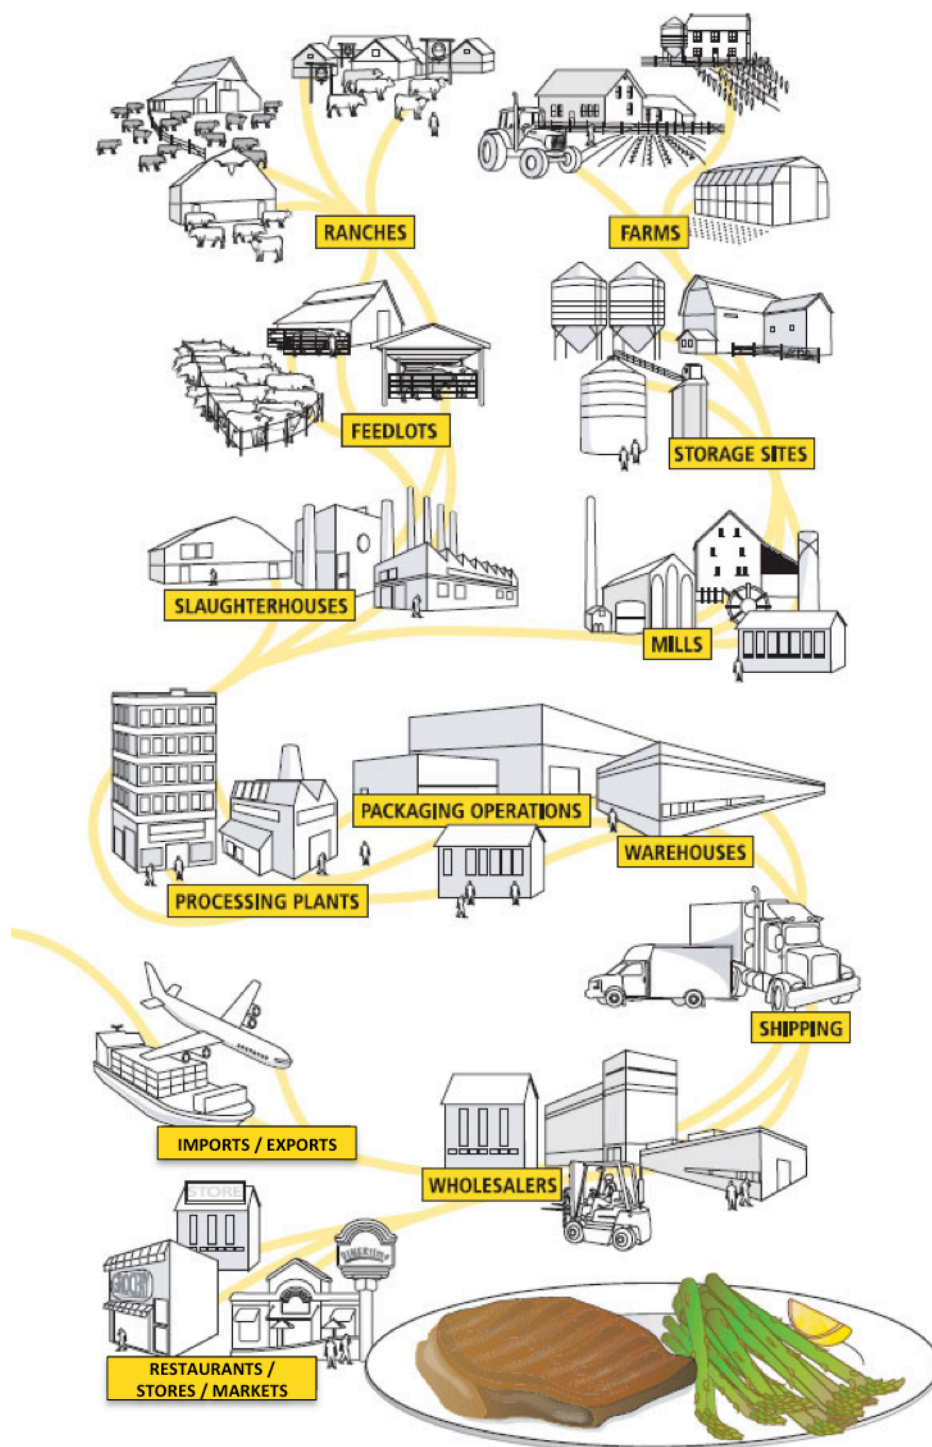 RANCHES
FARMS
FEEDLOTS
STORAGE SITES
SLAUGHTERHOUSES
MILLS
PACKAGING OPERATIONS
WAREHOUSES
PROCESSING PLANTS
SHIPPING
IMPORTS / EXPORTS
WHOLESALERS
STORE
RESTAURANTS /
STORES / MARKETS